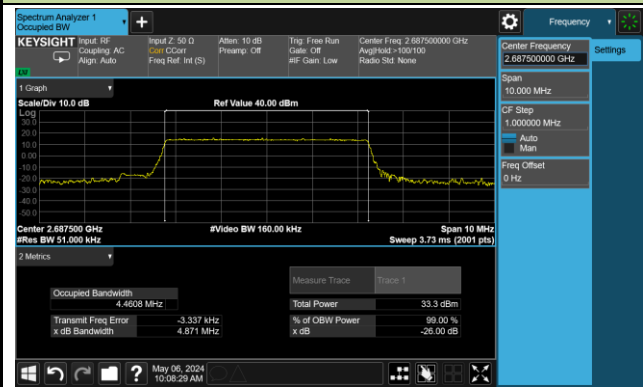 Spectrum Analyzer 1
Occupied BW
Frequency
KEYSIGHT
Input: RF
Coupling: AC
Align: Auto
Input Z: 50 Ω
Corr CCorr
Freq Ref: Int (S)
Atten: 10 dB
Preamp: Off
Trig: Free Run
Gate: Off
#IF Gain: Low
Center Freq: 2.687500000 GHz
Avg|Hold:>100/100
Radio Std: None
Center Frequency
2.687500000 GHz
Settings
Span
10.000 MHz
CF Step
1.000000 MHz
Auto
Man
Freq Offset
0 Hz
1 Graph
Scale/Div 10.0 dB
Ref Value 40.00 dBm
Log
30.0
20.0
10.0
0.00
-10.0
-20.0
-30.0
-40.0
-50.0
Center 2.687500 GHz
#Video BW 160.00 kHz
Span 10 MHz
#Res BW 51.000 kHz
Sweep 3.73 ms (2001 pts)
2 Metrics
Measure Trace
Trace 1
Occupied Bandwidth
4.4608 MHz
Total Power
33.3 dBm
Transmit Freq Error
-3.337 kHz
% of OBW Power
99.00 %
x dB Bandwidth
4.871 MHz
x dB
-26.00 dB
May 06, 2024
10:08:29 AM